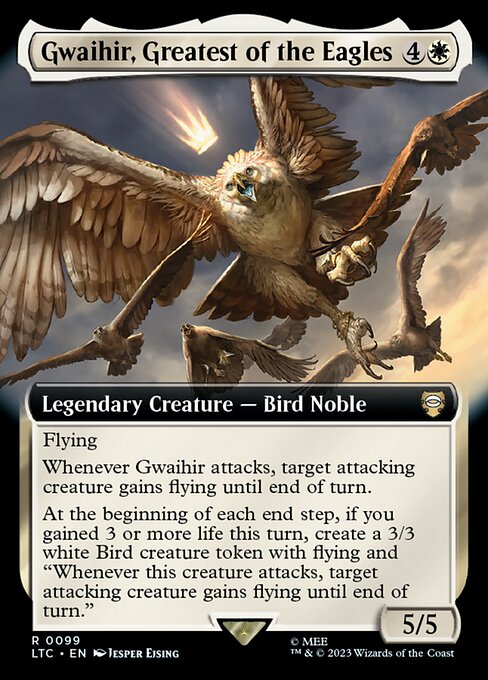 Gwaihir, Greatest of the Eagles 4
Legendary Creature — Bird Noble
Flying
Whenever Gwaihir attacks, target attacking
creature gains flying until end of turn.
At the beginning of each end step, if you
gained 3 or more life this turn, create a 3/3
white Bird creature token with flying and
“Whenever this creature attacks, target
attacking creature gains flying until end of
turn.”
5/5
R 0099
LTC • EN Jesper Eising
© MEE
™ & © 2023 Wizards of the Coast